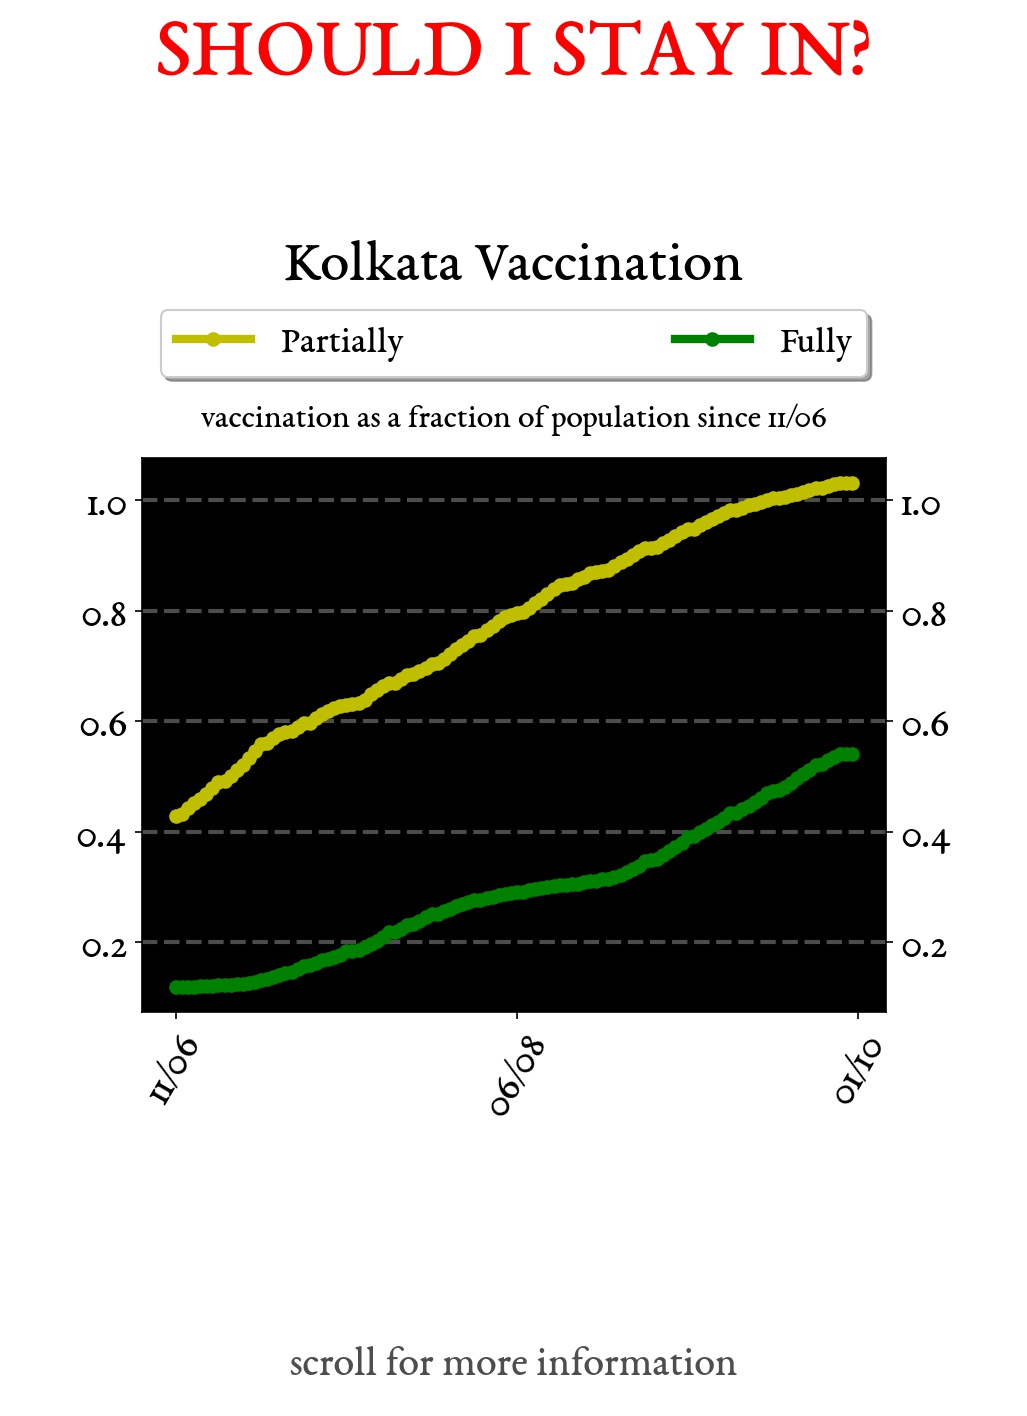 SHOULD I STAY IN?
Kolkata Vaccination
Partially Fully
vaccination as a fraction of population since 11/06
1.0 1.0
0.8 0.8
0.6 0.6
0.4 0.4
0.2 0.2
11/06 06/08 01/10
scroll for more information